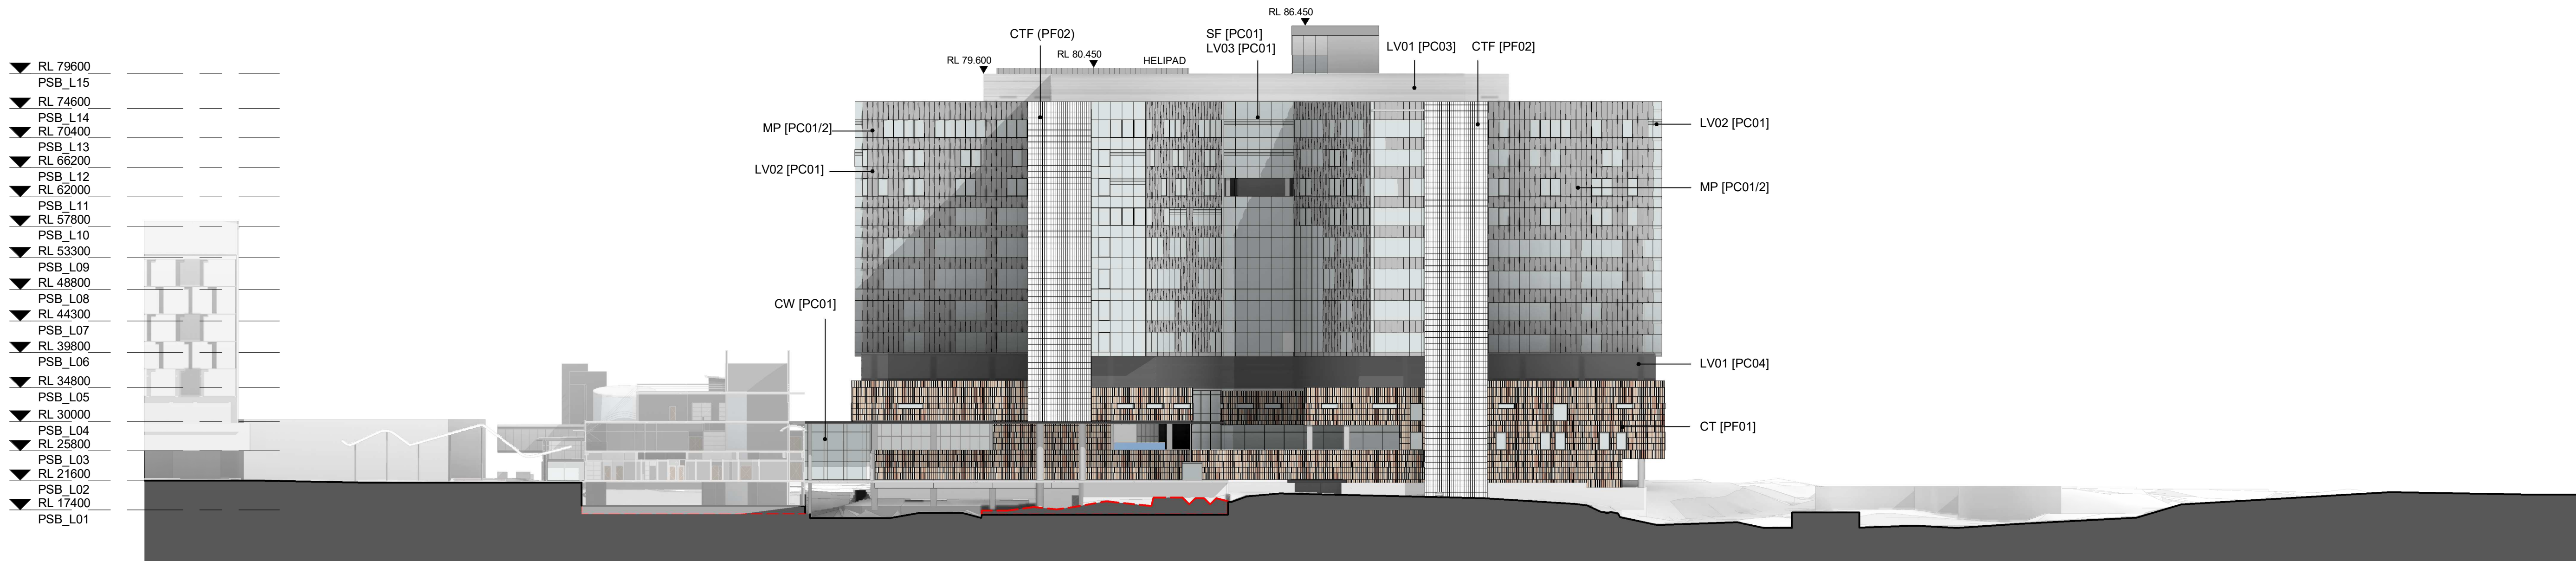 RL 86.450
CTF (PF02)
SF [PC01]
LV03 [PC01]
LV01 [PC03]
CTF [PF02]
RL 79.600
RL 80.450
HELIPAD
RL 79600
PSB_L15
RL 74600
PSB_L14
RL 70400
PSB_L13
RL 66200
PSB_L12
RL 62000
PSB_L11
RL 57800
PSB_L10
RL 53300
PSB_L09
RL 48800
PSB_L08
RL 44300
PSB_L07
RL 39800
PSB_L06
RL 34800
PSB_L05
RL 30000
PSB_L04
RL 25800
PSB_L03
RL 21600
PSB_L02
RL 17400
PSB_L01
MP [PC01/2]
LV02 [PC01]
CW [PC01]
LV02 [PC01]
MP [PC01/2]
LV01 [PC04]
CT [PF01]